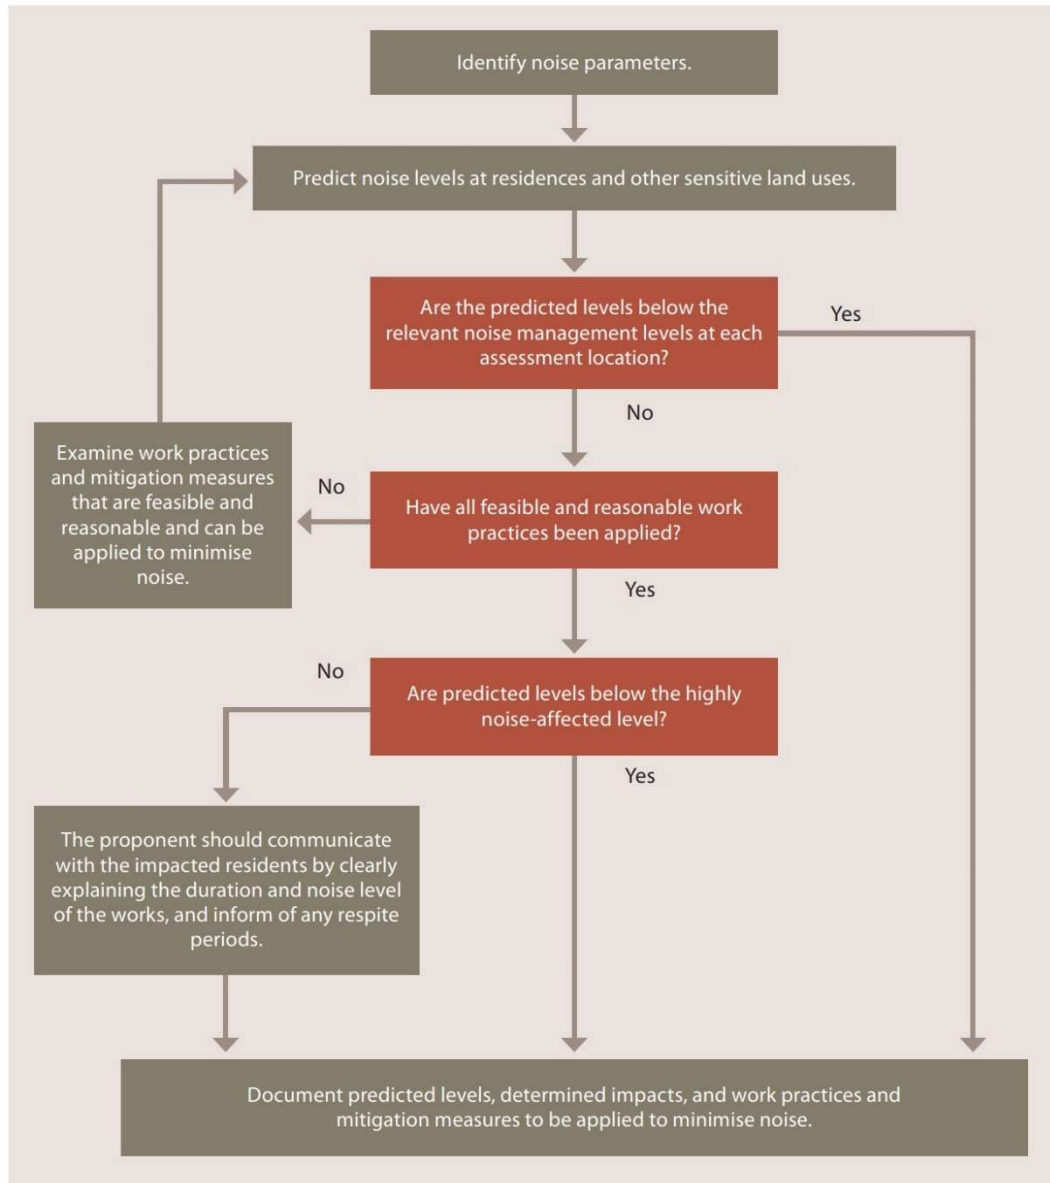 Identify noise parameters.
Predict noise levels at residences and other sensitive land uses.
Are the predicted levels below the
relevant noise management levels at each
assessment location?
Yes
No
Examine work practices
and mitigation measures
that are feasible and
reasonable and can be
applied to minimise
noise.
No
Have all feasible and reasonable work
practices been applied?
Yes
No
Are predicted levels below the highly
noise-affected level?
Yes
The proponent should communicate
with the impacted residents by clearly
explaining the duration and noise level
of the works, and inform of any respite
periods.
Document predicted levels, determined impacts, and work practices and
mitigation measures to be applied to minimise noise.